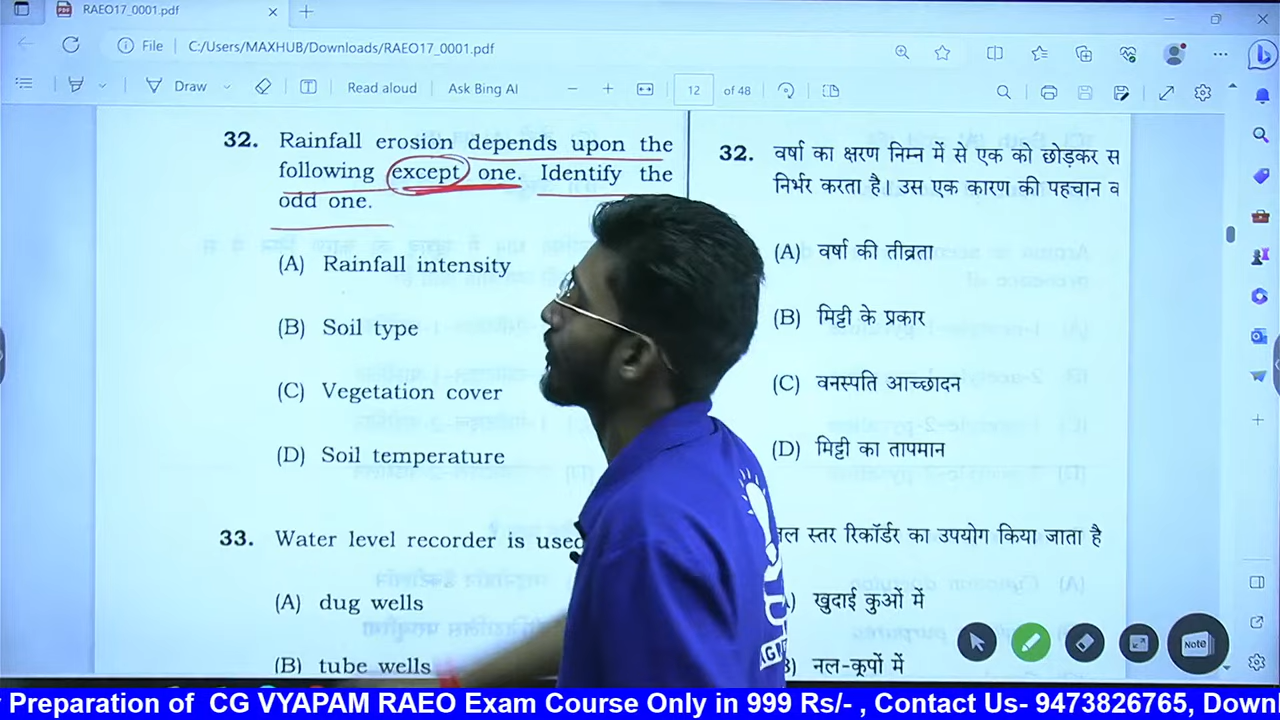 RAEO17_0001.pdf
File
C:/Users/MAXHUB/Downloads/RAEO17_0001.pdf
Draw
Read aloud
Ask Bing AI
12 of 48
32. Rainfall erosion depends upon the
following except one. Identify the
odd one.
(A) Rainfall intensity
(B) Soil type
(C) Vegetation cover
(D) Soil temperature
33. Water level recorder is used
(A) dug wells
(B) tube wells
32. वर्षा का क्षरण निम्न में से एक को छोड़कर स
निर्भर करता है। उस एक कारण की पहचान
(A) वर्षा की तीव्रता
(B) मिट्टी के प्रकार
(C) वनस्पति आच्छादन
(D) मिट्टी का तापमान
स्तर रिकॉर्डर का उपयोग किया जाता है
खुदाई कुओं में
नल-कूपों में
Note
Preparation of CG VYAPAM RAEO Exam Course Only in 999 Rs/- , Contact Us- 9473826765,